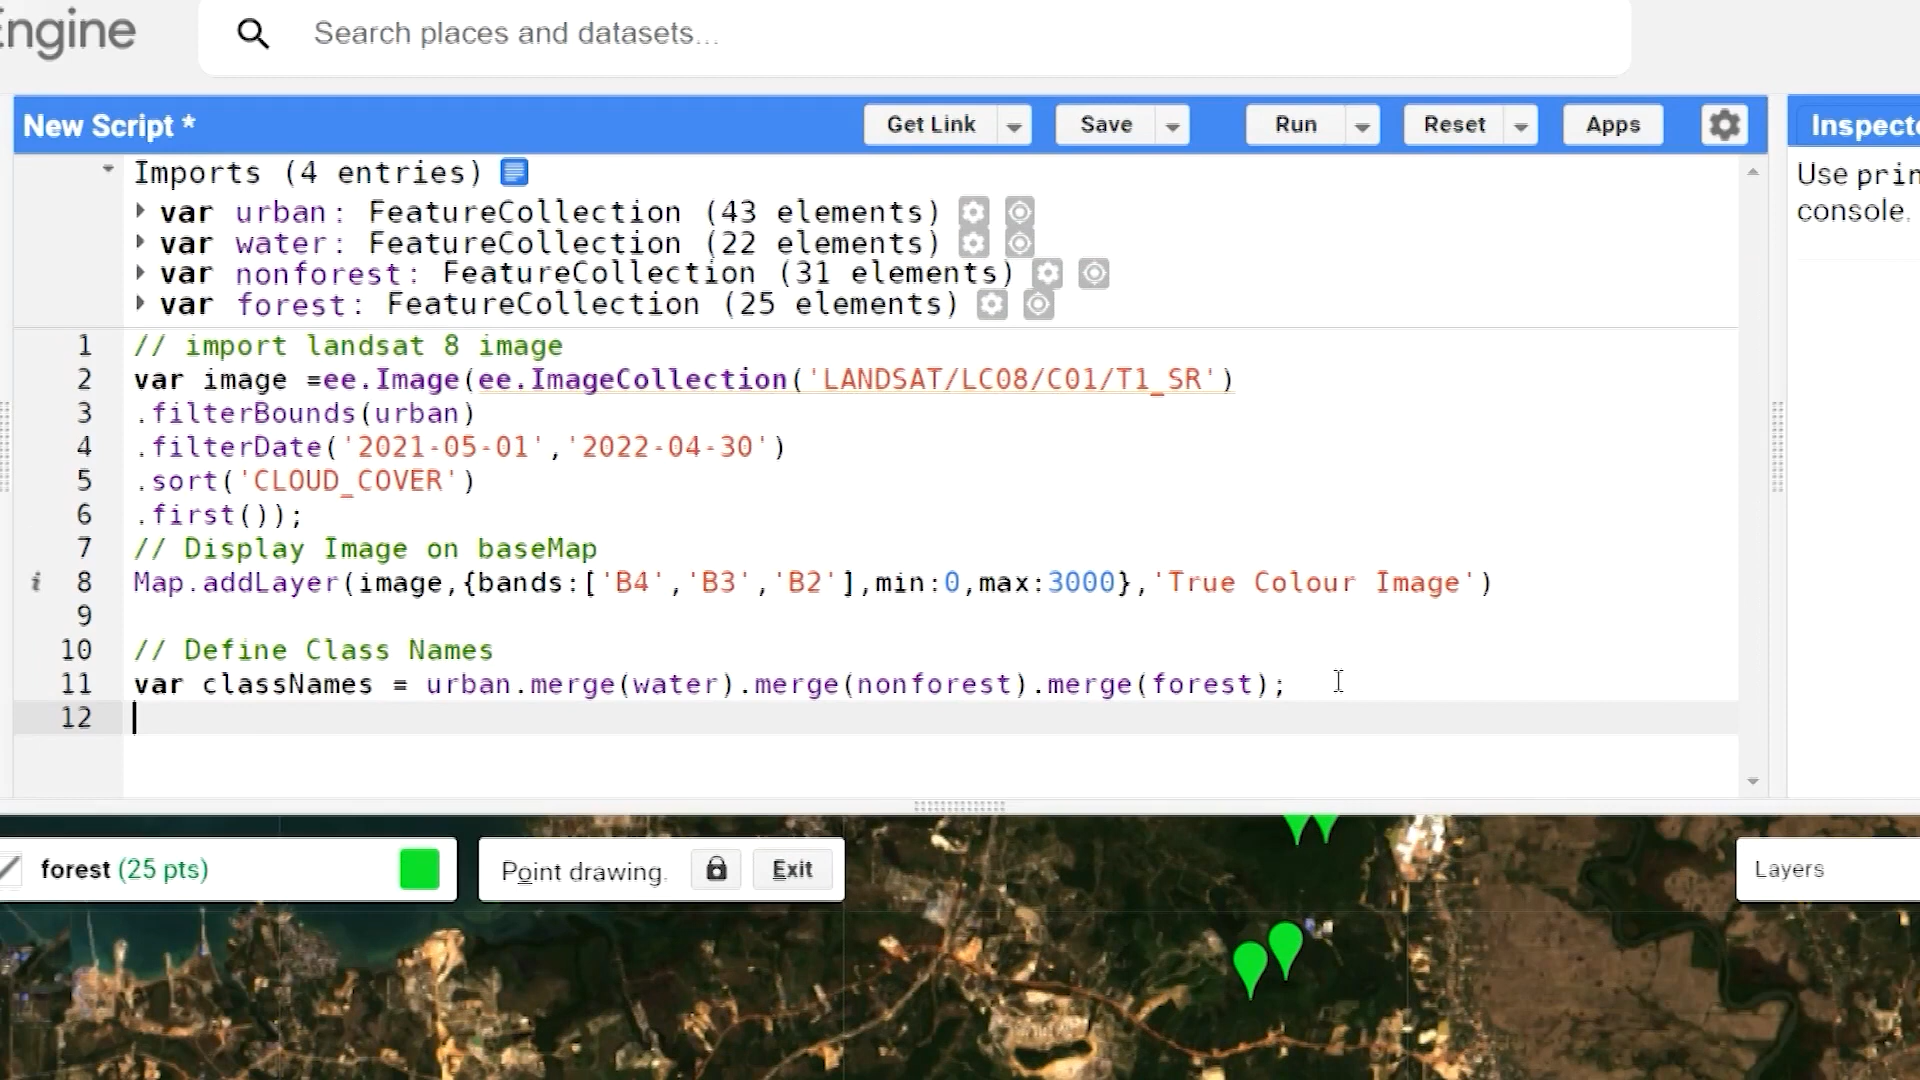 Engine
Search places and datasets...
New Script *
Get Link
Save
Run
Reset
Apps
Imports (4 entries)
var urban: FeatureCollection (43 elements)
var water: FeatureCollection (22 elements)
var nonforest: FeatureCollection (31 elements)
var forest: FeatureCollection (25 elements)
1 // import landsat 8 image
2 var image =ee.Image(ee.ImageCollection('LANDSAT/LC08/C01/T1_SR')
3 .filterBounds(urban)
4 .filterDate('2021-05-01','2022-04-30')
5 .sort('CLOUD_COVER')
6 .first());
7 // Display Image on baseMap
i 8 Map.addLayer(image,{bands:['B4','B3','B2'],min:0,max:3000},'True Colour Image')
9
10 // Define Class Names
11 var classNames = urban.merge(water).merge(nonforest).merge(forest);
12
Inspecto
Use prin
console.
forest (25 pts)
Point drawing.
Exit
Layers